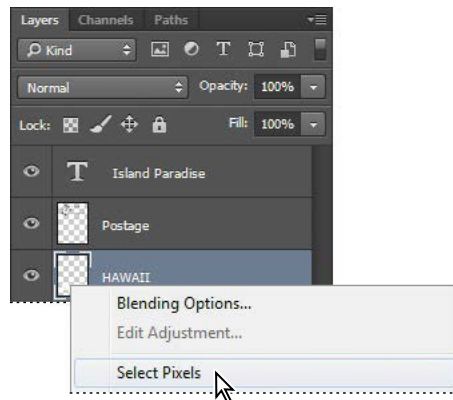 Layers Channels Paths
Kind T
Normal Opacity: 100%
Lock: Fill: 100%
T Island Paradise
Postage
HAWAII
Blending Options...
Edit Adjustment...
Select Pixels